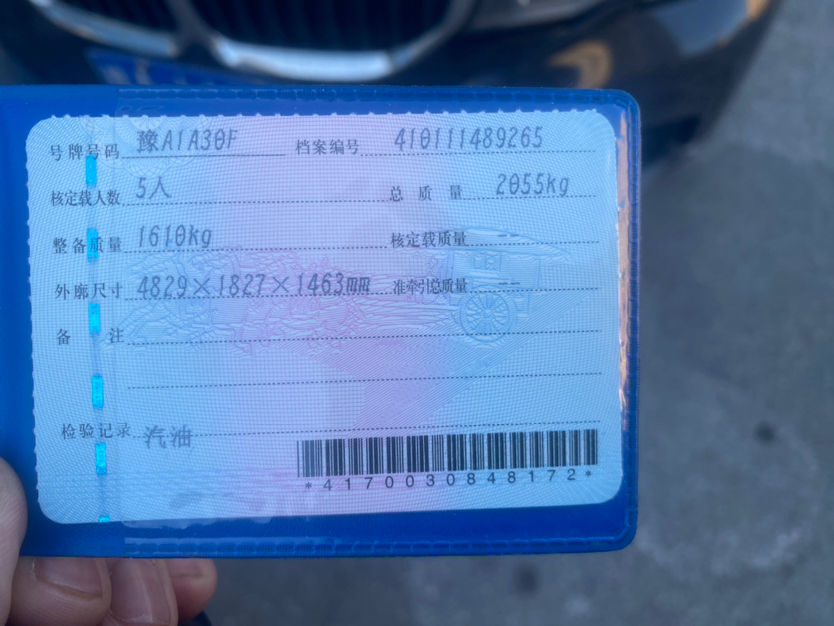 号牌号码 豫A1A30F 档案编号 410111489265
核定载人数 5人 总质量 2055kg
整备质量 1610kg 核定载质量 --
外廓尺寸 4829×1827×1463mm 准牵引总质量 --
备注
检验记录 汽油
*4170030848172*